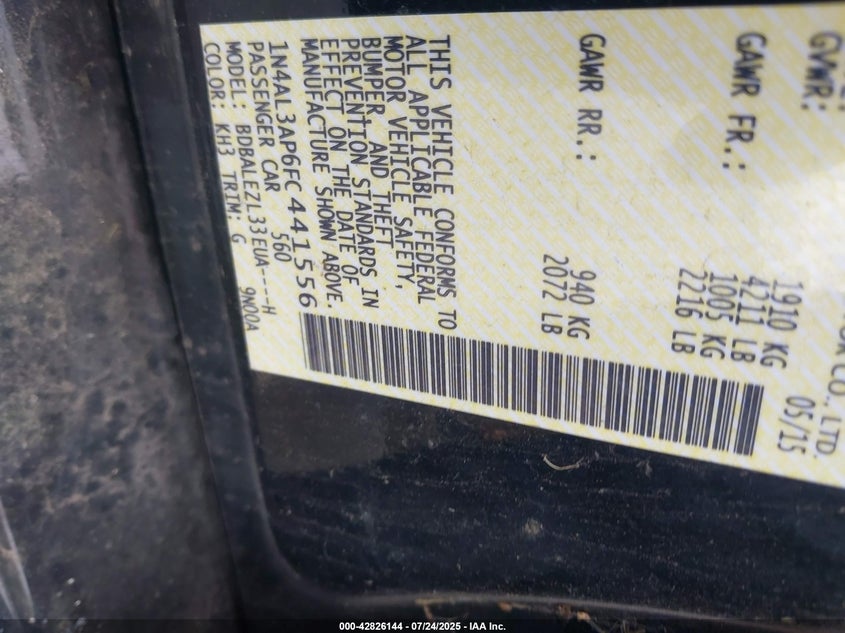 CO., LTD.
05/15
GVWR: 1910 KG
4211 LB
GAWR FR.: 1005 KG
2216 LB
GAWR RR.: 940 KG
2072 LB
THIS VEHICLE CONFORMS TO
ALL APPLICABLE FEDERAL
MOTOR VEHICLE SAFETY,
BUMPER, AND THEFT
PREVENTION STANDARDS IN
EFFECT ON THE DATE OF
MANUFACTURE SHOWN ABOVE.
1N4AL3AP6FC441556
PASSENGER CAR 560
MODEL: BDBALEZL33EUA----H
COLOR: KH3 TRIM: G 9N00A
000-42826144 - 07/24/2025 - IAA Inc.